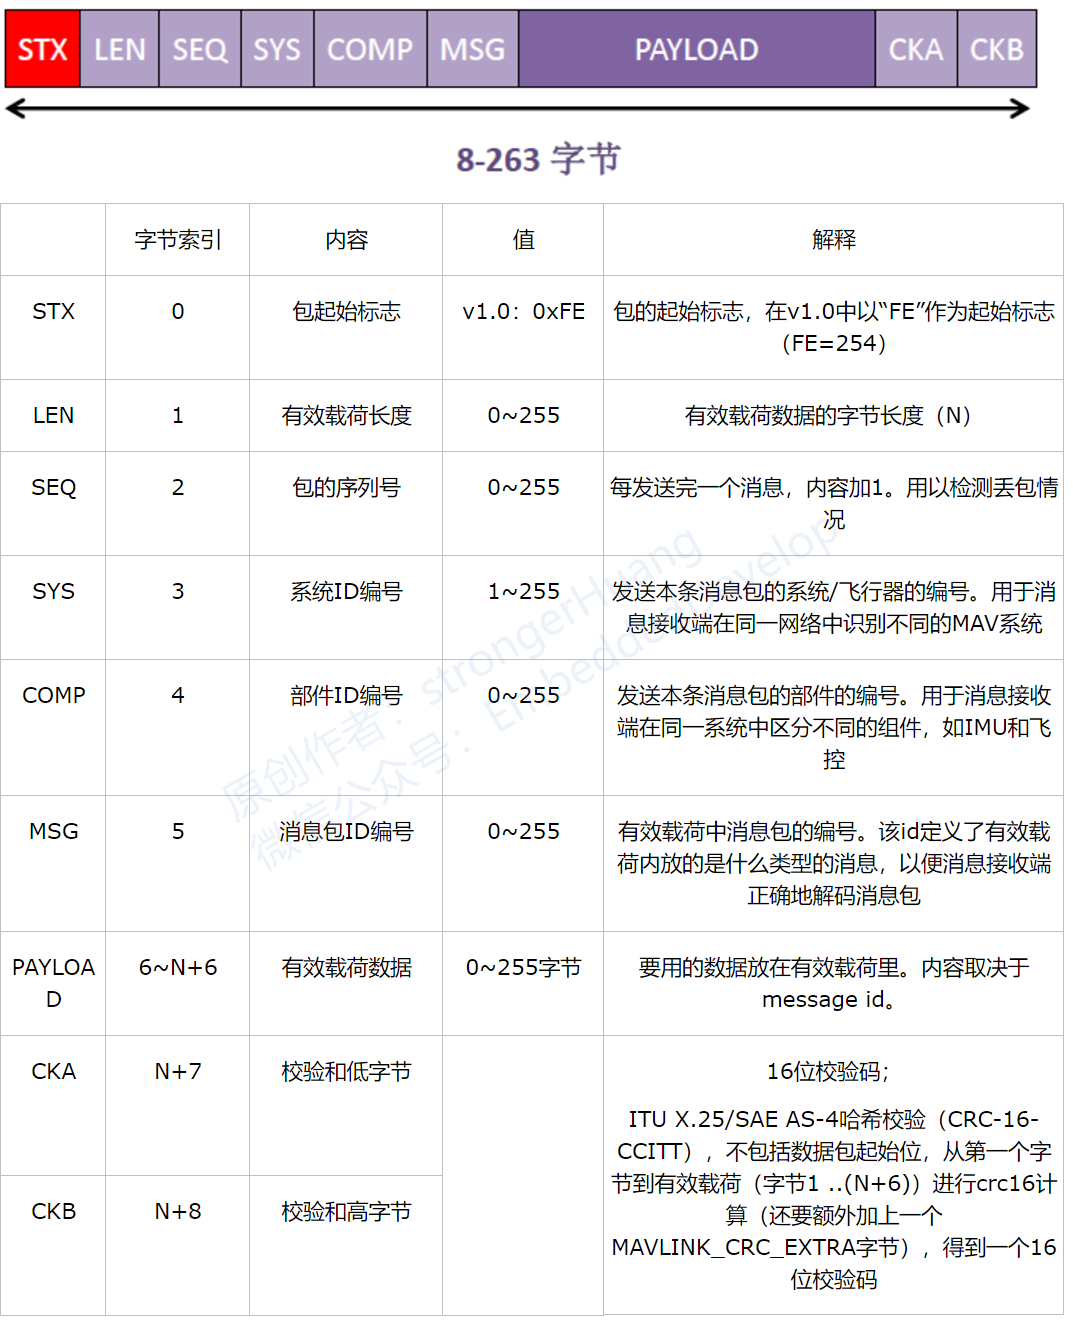 STX LEN SEQ SYS COMP MSG PAYLOAD CKA CKB
8-263 字节
字节索引 内容 值 解释
STX 0 包起始标志 v1.0：0xFE 包的起始标志，在v1.0中以“FE”作为起始标志
（FE=254）
LEN 1 有效载荷长度 0~255 有效载荷数据的字节长度（N）
SEQ 2 包的序列号 0~255 每发送完一个消息，内容加1。用以检测丢包情
况
SYS 3 系统ID编号 1~255 发送本条消息包的系统/飞行器的编号。用于消
息接收端在同一网络中识别不同的MAV系统
COMP 4 部件ID编号 0~255 发送本条消息包的部件的编号。用于消息接收
端在同一系统中区分不同的组件，如IMU和飞
控
MSG 5 消息包ID编号 0~255 有效载荷中消息包的编号。该id定义了有效载
荷内放的是什么类型的消息，以便消息接收端
正确地解码消息包
PAYLOA 6~N+6 有效载荷数据 0~255字节 要用的数据放在有效载荷里。内容取决于
D message id。
CKA N+7 校验和低字节 16位校验码；
ITU X.25/SAE AS-4哈希校验（CRC-16-
CCITT），不包括数据包起始位，从第一个字
节到有效载荷（字节1 ..(N+6)）进行crc16计
CKB N+8 校验和高字节 算（还要额外加上一个
MAVLINK_CRC_EXTRA字节），得到一个16
位校验码
原创作者：strongerHuang
微信公众号：EmbeddedDevelop